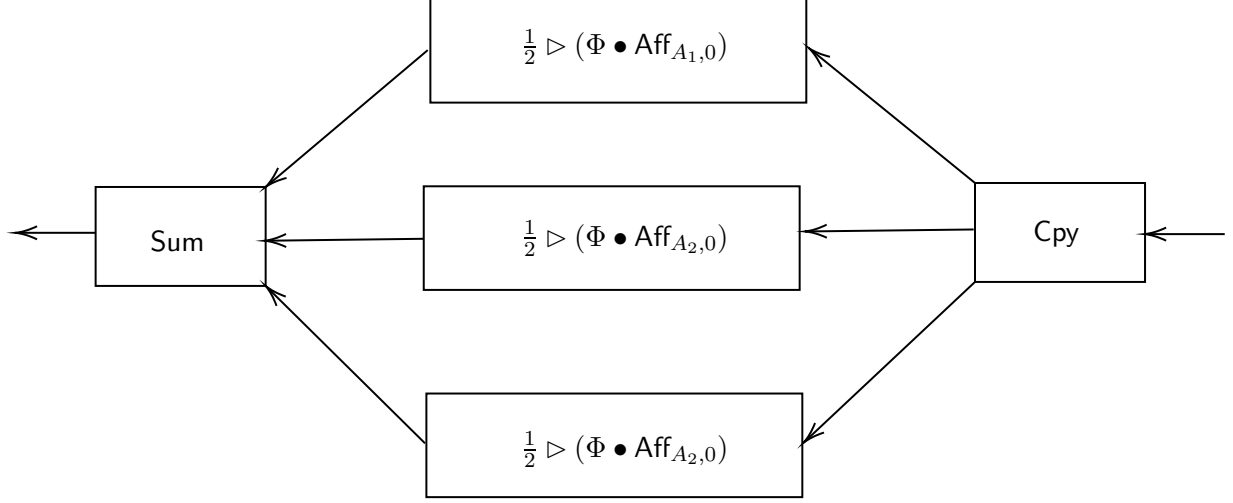 ½ ▷ (Φ • Aff_{A₁,0})
Sum
½ ▷ (Φ • Aff_{A₂,0})
Cpy
½ ▷ (Φ • Aff_{A₂,0})